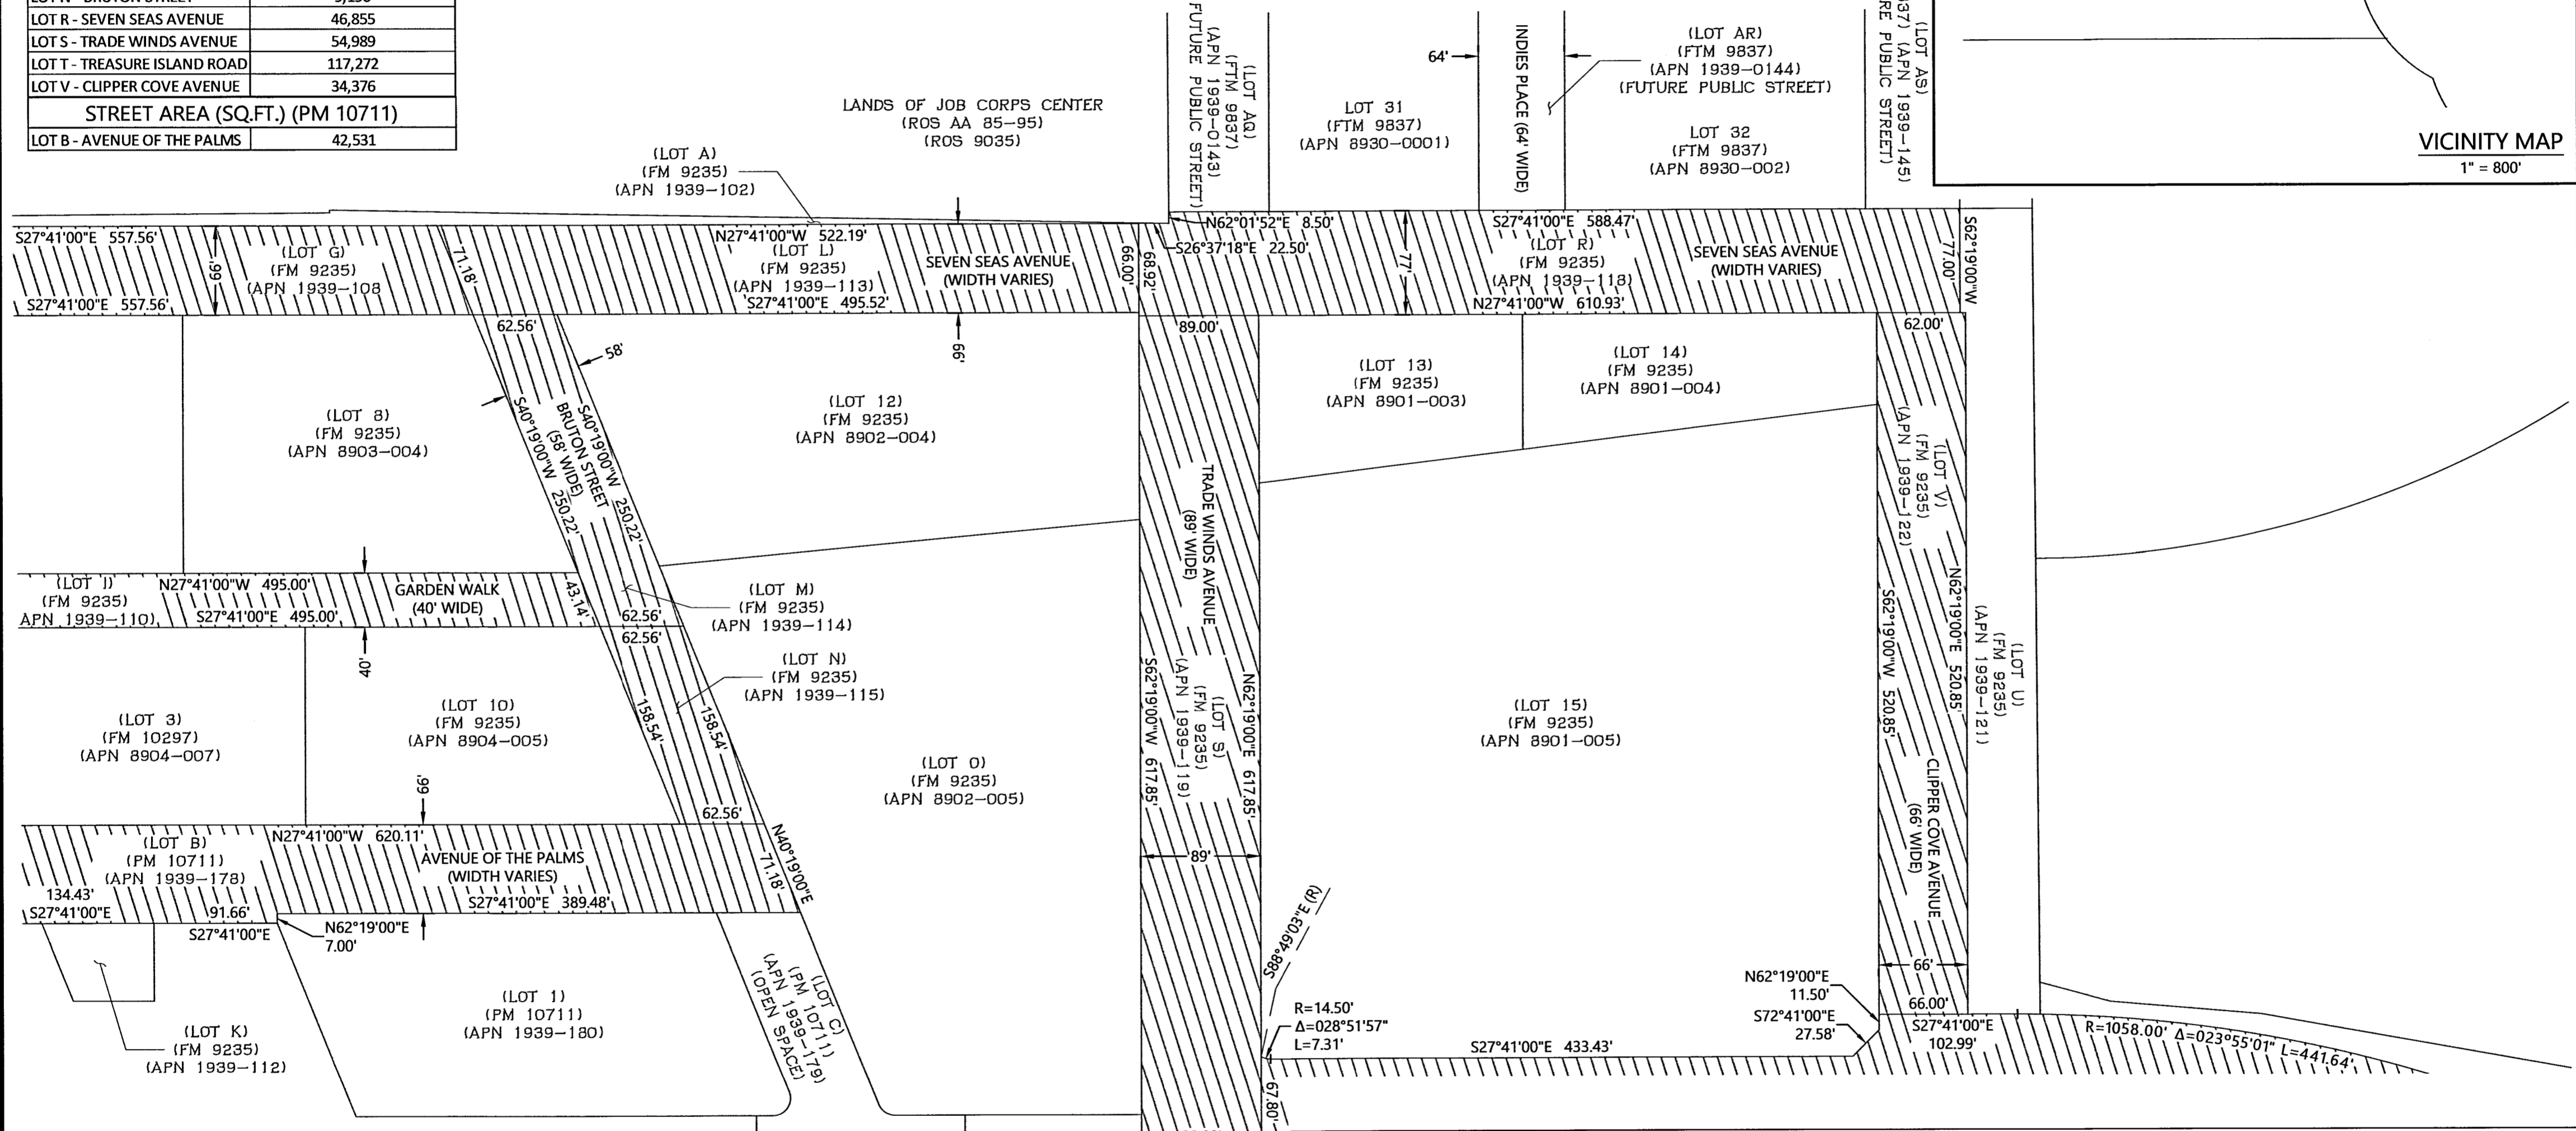 LOT R - SEVEN SEAS AVENUE 46,855
LOT S - TRADE WINDS AVENUE 54,989
LOT T - TREASURE ISLAND ROAD 117,272
LOT V - CLIPPER COVE AVENUE 34,376
STREET AREA (SQ.FT.) (PM 10711)
LOT B - AVENUE OF THE PALMS 42,531
LANDS OF JOB CORPS CENTER
(ROS AA 85-95)
(ROS 9035)
(LOT A)
(FM 9235)
(APN 1939-102)
(LOT AQ)
(FTM 9837)
(APN 1939-0143)
FUTURE PUBLIC STREET)
LOT 31
(FTM 9837)
(APN 8930-0001)
64'
INDIES PLACE (64' WIDE)
(LOT AR)
(FTM 9837)
(APN 1939-0144)
(FUTURE PUBLIC STREET)
LOT 32
(FTM 9837)
(APN 8930-002)
(LOT AS)
37) (APN 1939-145)
RE PUBLIC STREET)
VICINITY MAP
1" = 800'
S27°41'00"E 557.56'
S27°41'00"E 557.56'
66'
(LOT G)
(FM 9235)
(APN 1939-108
71.18'
N27°41'00"W 522.19'
(LOT L)
(FM 9235)
(APN 1939-113)
S27°41'00"E 495.52'
SEVEN SEAS AVENUE
(WIDTH VARIES)
66.00'
68.92'
N62°01'52"E 8.50'
S26°37'18"E 22.50'
77'
S27°41'00"E 588.47'
(LOT R)
(FM 9235)
(APN 1939-118)
N27°41'00"W 610.93'
SEVEN SEAS AVENUE
(WIDTH VARIES)
S62°19'00"W
77.00'
62.56'
58'
66'
89.00'
62.00'
(LOT 8)
(FM 9235)
(APN 8903-004)
S40°19'00"W 250.22'
BRUTON STREET
(58' WIDE)
S40°19'00"W 250.22'
(LOT 12)
(FM 9235)
(APN 8902-004)
(LOT 13)
(FM 9235)
(APN 8901-003)
(LOT 14)
(FM 9235)
(APN 8901-004)
(LOT V)
(FM 9235)
(APN 1939-122)
TRADE WINDS AVENUE
(89' WIDE)
(LOT I)
(FM 9235)
APN 1939-110)
N27°41'00"W 495.00'
S27°41'00"E 495.00'
GARDEN WALK
(40' WIDE)
40'
43.14'
62.56'
62.56'
(LOT M)
(FM 9235)
(APN 1939-114)
(LOT N)
(FM 9235)
(APN 1939-115)
158.54'
158.54'
(LOT 3)
(FM 10297)
(APN 8904-007)
(LOT 10)
(FM 9235)
(APN 8904-005)
(LOT O)
(FM 9235)
(APN 8902-005)
S62°19'00"W 617.85'
(LOT S)
(FM 9235)
(APN 1939-119)
N62°19'00"E 617.85'
(LOT 15)
(FM 9235)
(APN 8901-005)
S62°19'00"W 520.85'
N62°19'00"E 520.85'
CLIPPER COVE AVENUE
(66' WIDE)
(LOT U)
(FM 9235)
(APN 1939-121)
66'
62.56'
(LOT B)
(PM 10711)
(APN 1939-178)
134.43'
S27°41'00"E
91.66'
S27°41'00"E
N27°41'00"W 620.11'
AVENUE OF THE PALMS
(WIDTH VARIES)
S27°41'00"E 389.48'
71.18'
N40°19'00"E
N62°19'00"E
7.00'
89'
66'
(LOT K)
(FM 9235)
(APN 1939-112)
(LOT 1)
(PM 10711)
(APN 1939-180)
(LOT C)
(PM 10711)
(APN 1939-179)
(OPEN SPACE)
S88°49'03"E (R)
R=14.50'
Δ=028°51'57"
L=7.31'
67.80'
S27°41'00"E 433.43'
N62°19'00"E
11.50'
S72°41'00"E
27.58'
66.00'
S27°41'00"E
102.99'
R=1058.00' Δ=023°55'01" L=441.64'